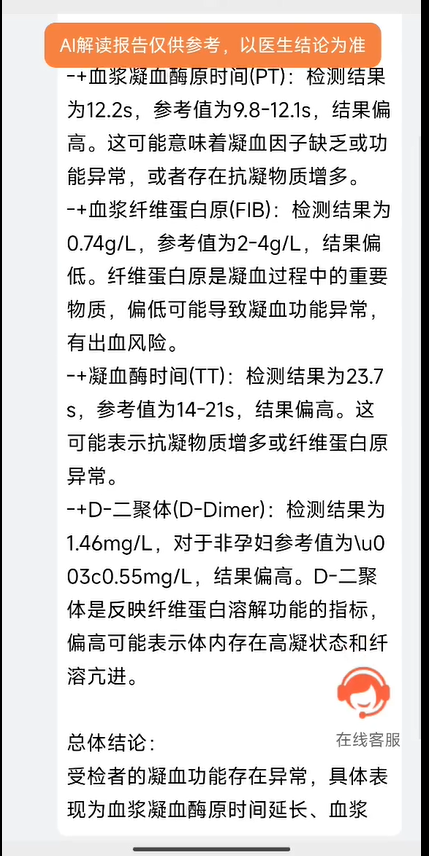 AI解读报告仅供参考，以医生结论为准
-+血浆凝血酶原时间(PT)：检测结果
为12.2s，参考值为9.8-12.1s，结果偏
高。这可能意味着凝血因子缺乏或功
能异常，或者存在抗凝物质增多。
-+血浆纤维蛋白原(FIB)：检测结果为
0.74g/L，参考值为2-4g/L，结果偏
低。纤维蛋白原是凝血过程中的重要
物质，偏低可能导致凝血功能异常，
有出血风险。
-+凝血酶时间(TT)：检测结果为23.7
s，参考值为14-21s，结果偏高。这
可能表示抗凝物质增多或纤维蛋白原
异常。
-+D-二聚体(D-Dimer)：检测结果为
1.46mg/L，对于非孕妇参考值为\u0
03c0.55mg/L，结果偏高。D-二聚
体是反映纤维蛋白溶解功能的指标，
偏高可能表示体内存在高凝状态和纤
溶亢进。
在线客服
总体结论：
受检者的凝血功能存在异常，具体表
现为血浆凝血酶原时间延长、血浆